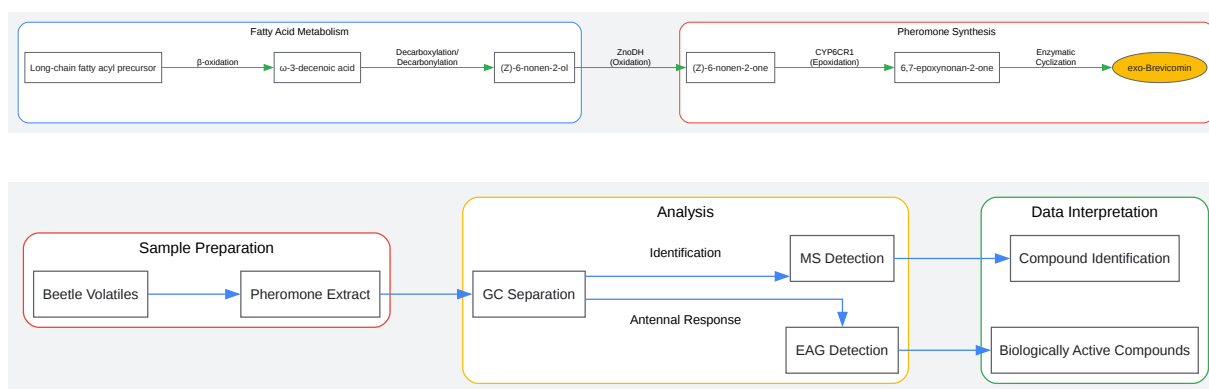 Fatty Acid Metabolism
Pheromone Synthesis
Long-chain fatty acyl precursor
β-oxidation
ω-3-decenoic acid
Decarboxylation/
Decarbonylation
(Z)-6-nonen-2-ol
ZnoDH
(Oxidation)
(Z)-6-nonen-2-one
CYP6CR1
(Epoxidation)
6,7-epoxynonan-2-one
Enzymatic
Cyclization
exo-Brevicomin
Sample Preparation
Beetle Volatiles
Pheromone Extract
Analysis
GC Separation
Identification
Antennal Response
MS Detection
EAG Detection
Data Interpretation
Compound Identification
Biologically Active Compounds